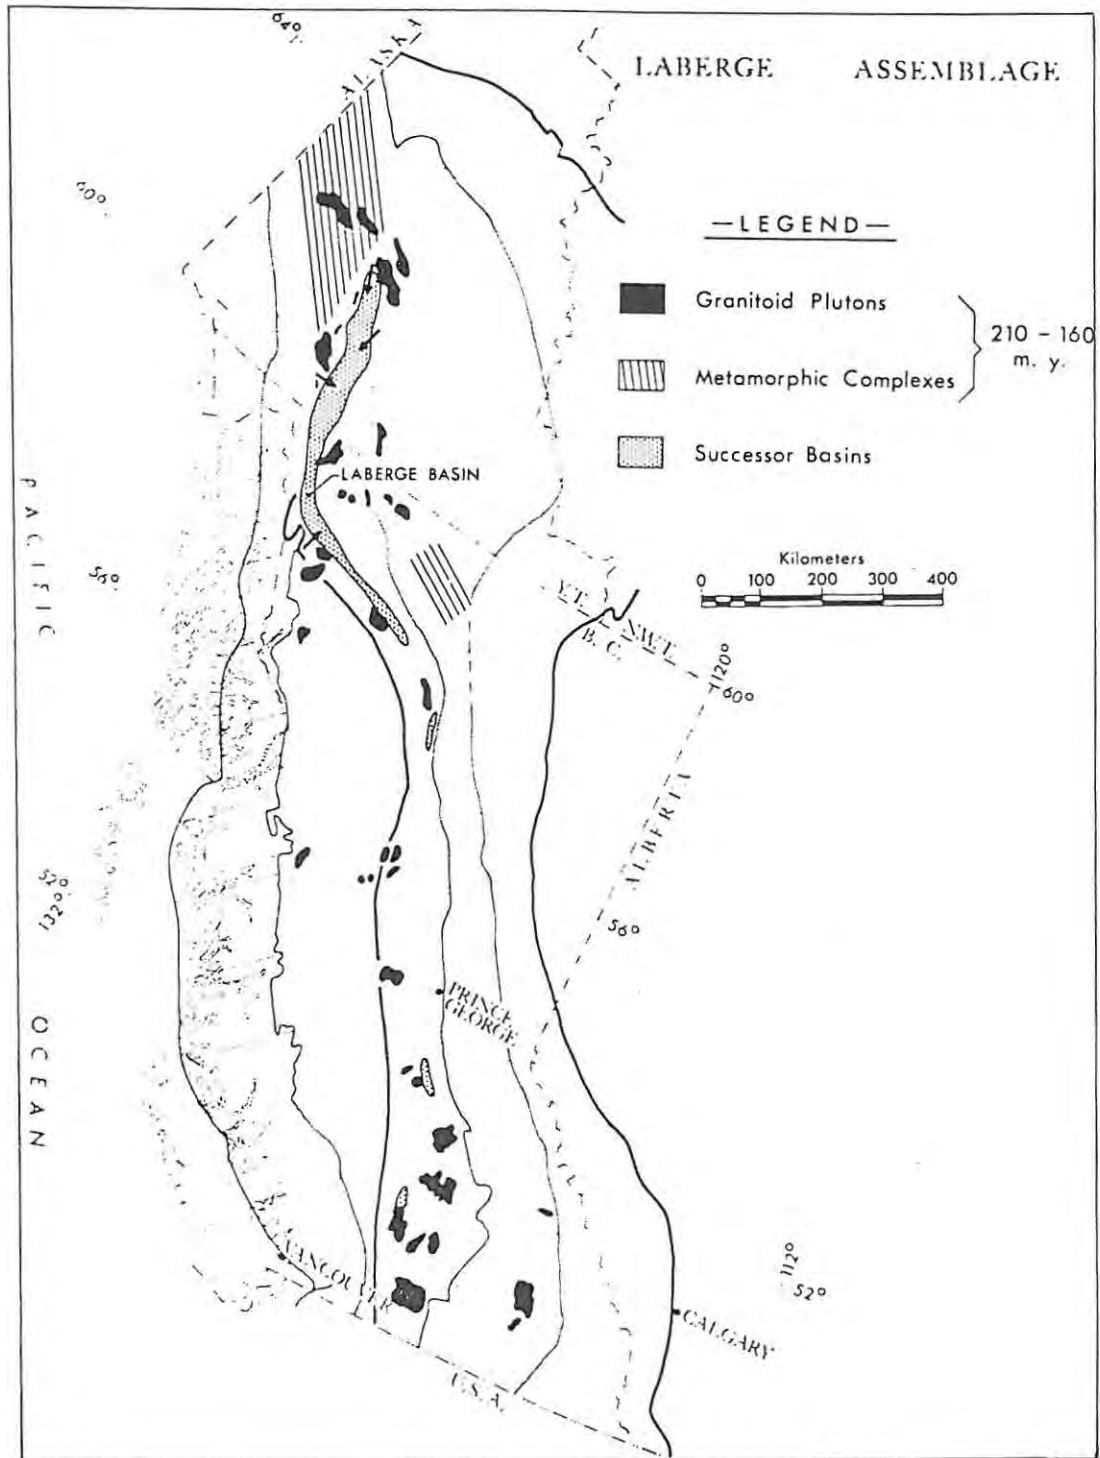 LABERGE ASSEMBLAGE
ALASKA
64°
60°
—LEGEND—
Granitoid Plutons
Metamorphic Complexes
210 – 160
m. y.
Successor Basins
LABERGE BASIN
PACIFIC
56°
Kilometers
0 100 200 300 400
Y.T.
N.W.T.
B. C.
120°
60°
ALBERTA
52°
132°
56°
PRINCE
GEORGE
OCEAN
VANCOUVER
112°
52°
CALGARY
U.S.A.